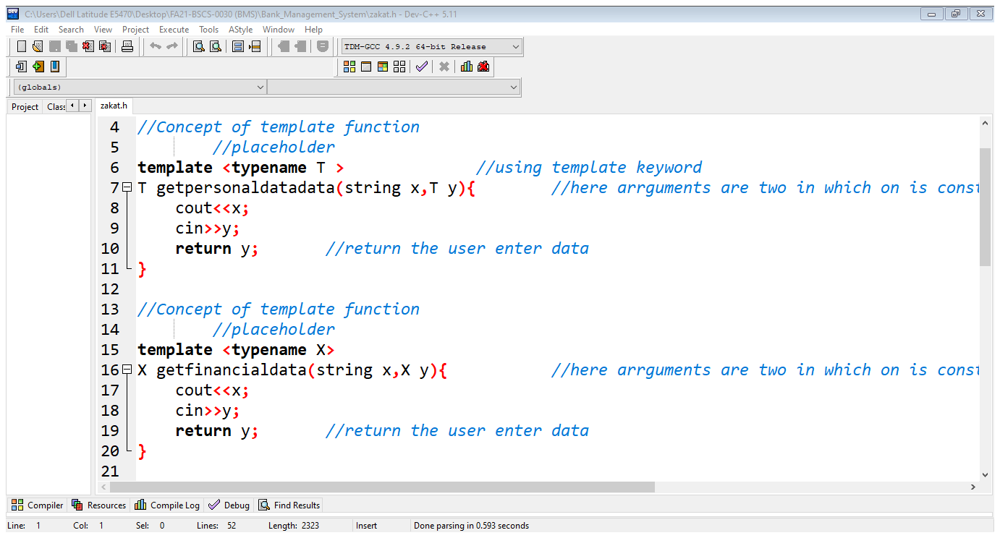 C:\Users\Dell Latitude E5470\Desktop\FA21-BSCS-0030 (BMS)\Bank_Management_System\zakat.h - Dev-C++ 5.11
File Edit Search View Project Execute Tools AStyle Window Help
TDM-GCC 4.9.2 64-bit Release
(globals)
Project Class zakat.h
4 //Concept of template function
5 //placeholder
6 template <typename T > //using template keyword
7 T getpersonaldatadata(string x,T y){ //here arrguments are two in which on is const
8 cout<<x;
9 cin>>y;
10 return y; //return the user enter data
11 }
12
13 //Concept of template function
14 //placeholder
15 template <typename X>
16 X getfinancialdata(string x,X y){ //here arrguments are two in which on is const
17 cout<<x;
18 cin>>y;
19 return y; //return the user enter data
20 }
21
Compiler Resources Compile Log Debug Find Results
Line: 1 Col: 1 Sel: 0 Lines: 52 Length: 2323 Insert Done parsing in 0.593 seconds